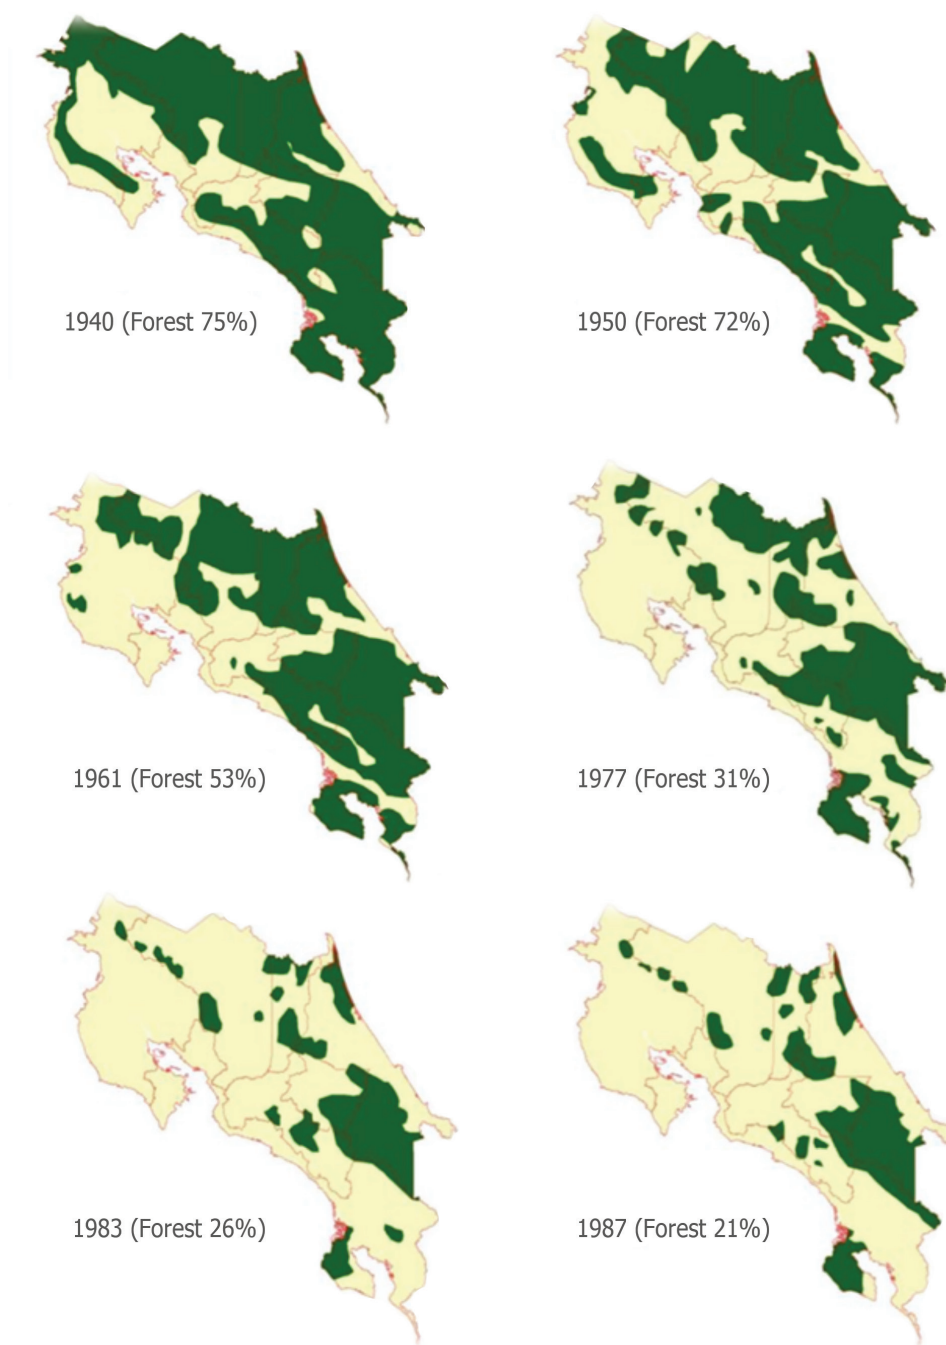 1940 (Forest 75%)
1950 (Forest 72%)
1961 (Forest 53%)
1977 (Forest 31%)
1983 (Forest 26%)
1987 (Forest 21%)